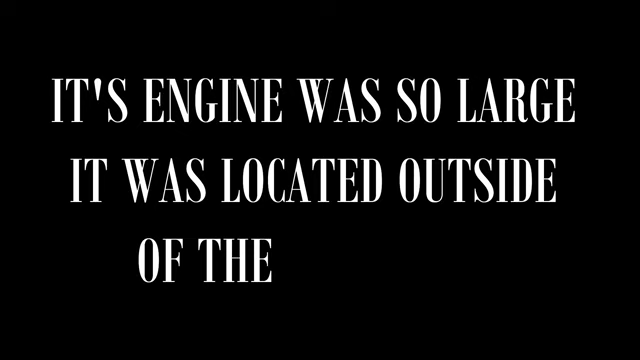 IT'S ENGINE WAS SO LARGE
IT WAS LOCATED OUTSIDE
OF THE